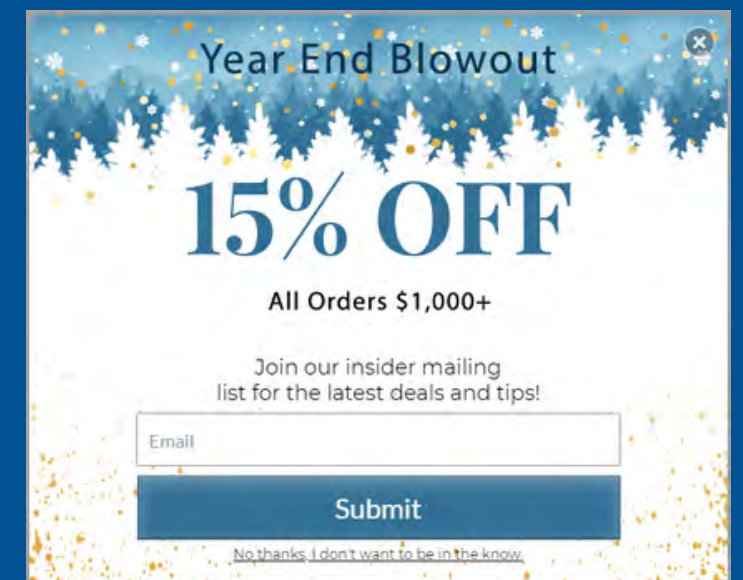 Year End Blowout
15% OFF
All Orders $1,000+
Join our insider mailing
list for the latest deals and tips!
Email
Submit
No thanks, I don't want to be in the know.